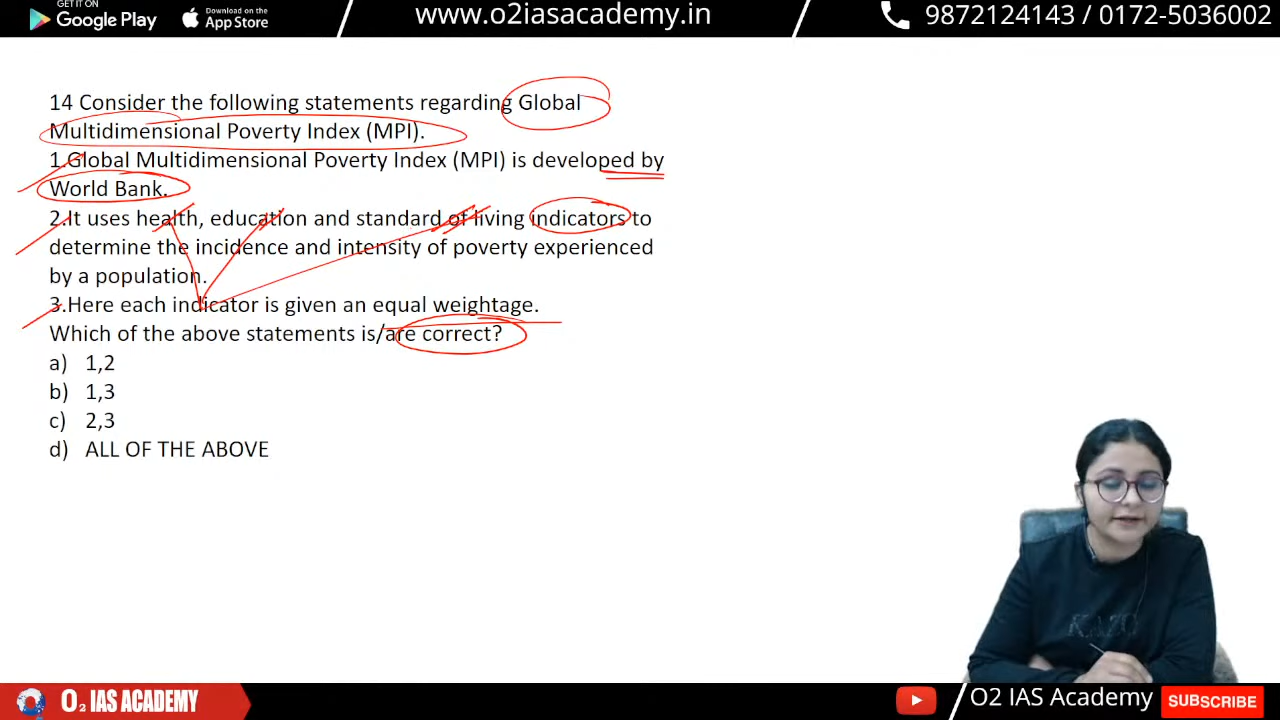 GET IT ON
Google Play
Download on the
App Store
www.o2iasacademy.in
9872124143 / 0172-5036002
14 Consider the following statements regarding Global
Multidimensional Poverty Index (MPI).
1.Global Multidimensional Poverty Index (MPI) is developed by
World Bank.
2.It uses health, education and standard of living indicators to
determine the incidence and intensity of poverty experienced
by a population.
3.Here each indicator is given an equal weightage.
Which of the above statements is/are correct?
a) 1,2
b) 1,3
c) 2,3
d) ALL OF THE ABOVE
KAZO
O2 IAS ACADEMY
O2 IAS Academy
SUBSCRIBE